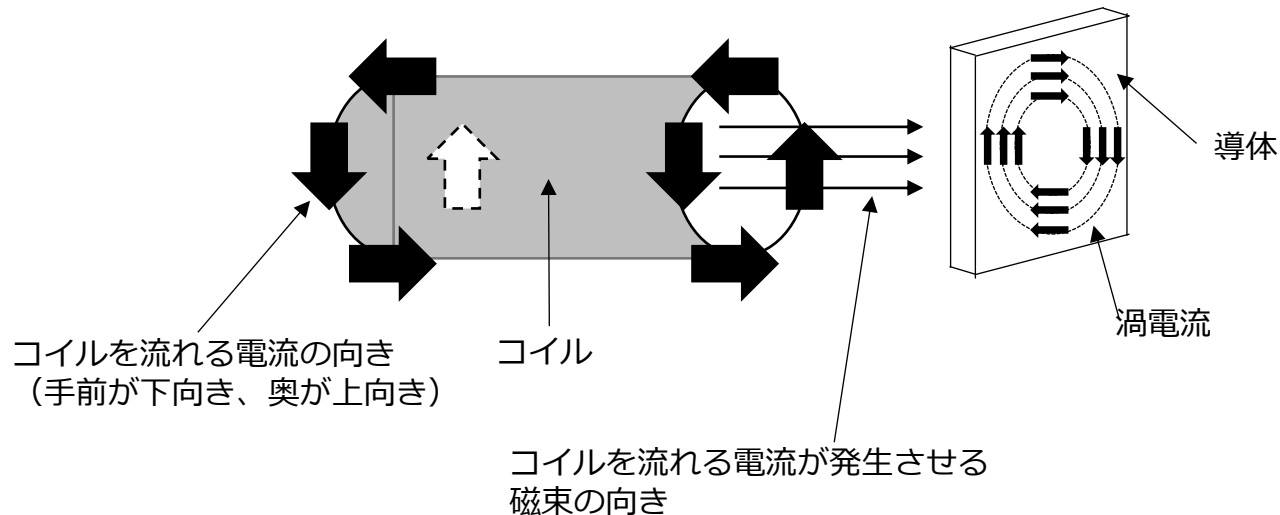 導体
渦電流
コイルを流れる電流の向き
（手前が下向き、奥が上向き）
コイル
コイルを流れる電流が発生させる
磁束の向き